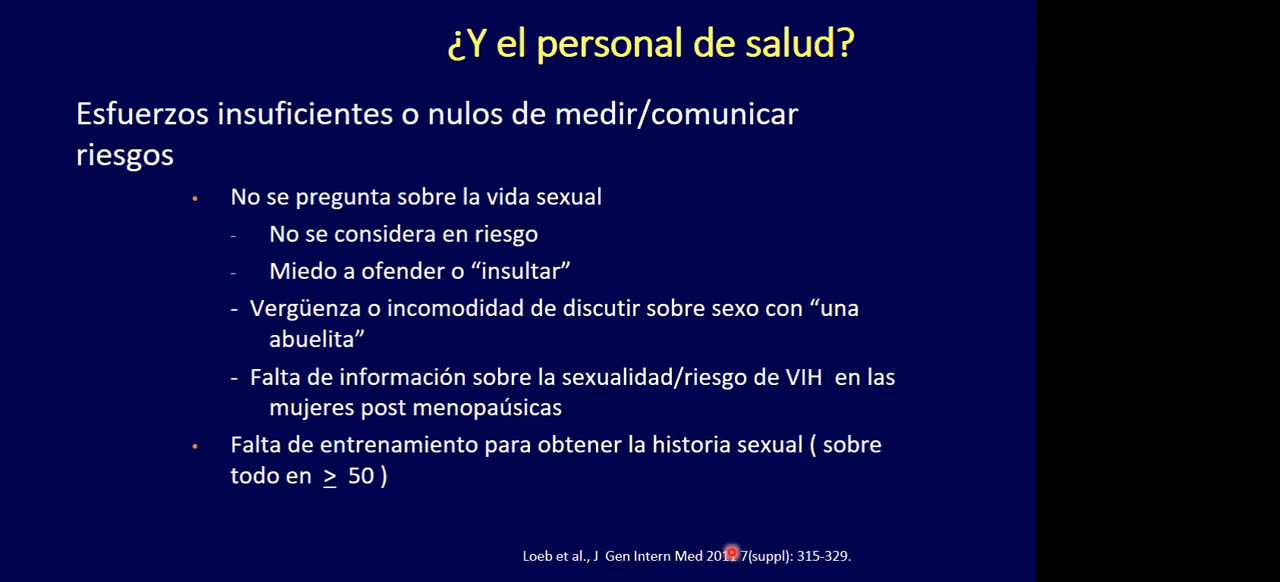 ¿Y el personal de salud?
Esfuerzos insuficientes o nulos de medir/comunicar
riesgos
• No se pregunta sobre la vida sexual
- No se considera en riesgo
- Miedo a ofender o “insultar”
- Vergüenza o incomodidad de discutir sobre sexo con “una
abuelita”
- Falta de información sobre la sexualidad/riesgo de VIH en las
mujeres post menopaúsicas
• Falta de entrenamiento para obtener la historia sexual ( sobre
todo en ≥ 50 )
Loeb et al., J Gen Intern Med 7(suppl): 315-329.